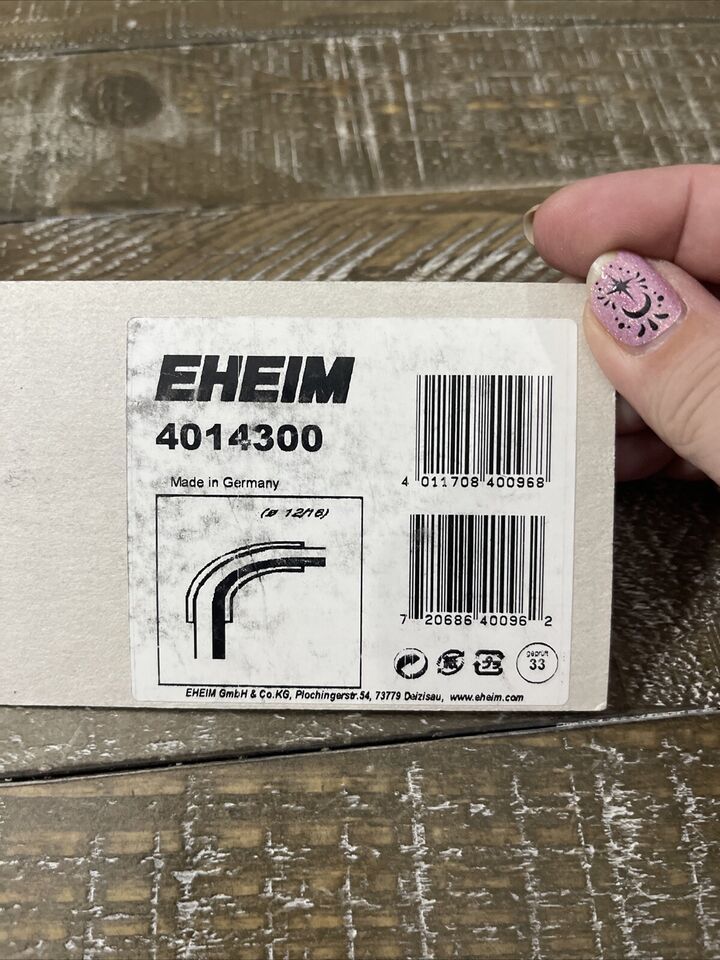 EHEIM
4014300
Made in Germany
(ø 12/16)
4 011708 400968
7 20686 40096 2
geprüft
33
EHEIM GmbH & Co.KG, Plochingerstr.54, 73779 Deizisau, www.eheim.com